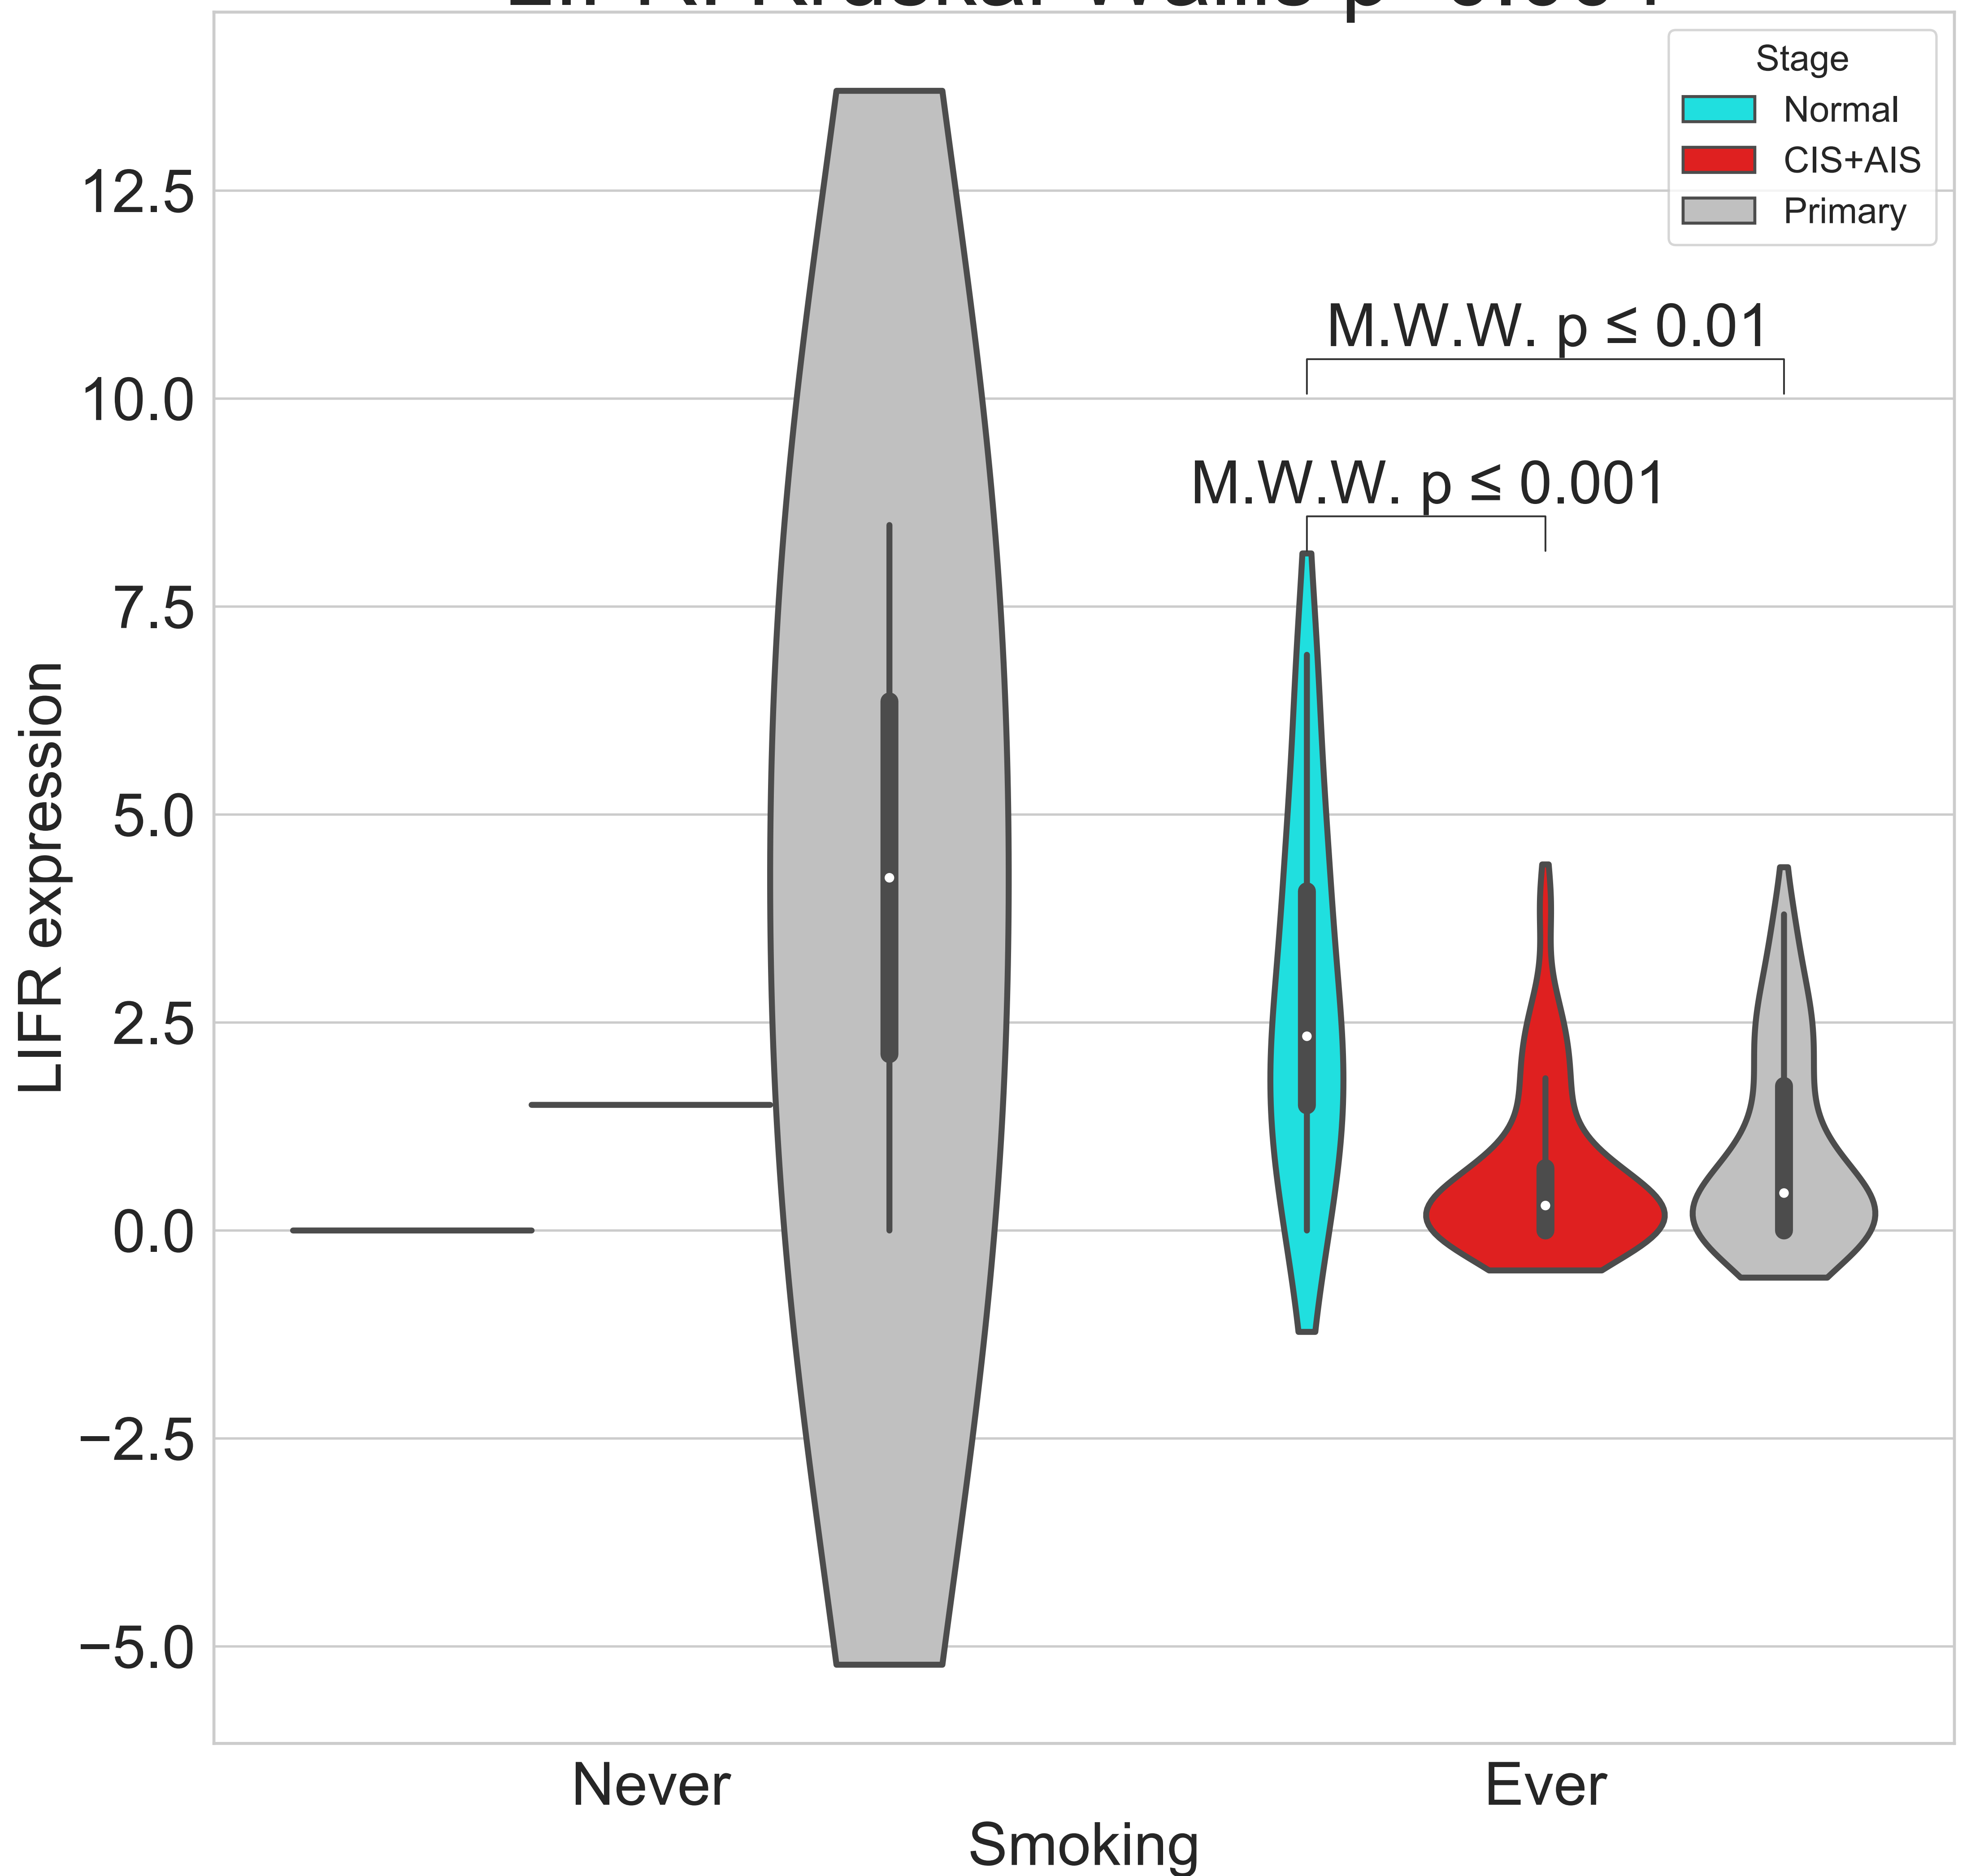 Stage
Normal
CIS+AIS
Primary
12.5
10.0
7.5
5.0
2.5
0.0
−2.5
−5.0
LIFR expression
M.W.W. p ≤ 0.01
M.W.W. p ≤ 0.001
Never
Ever
Smoking